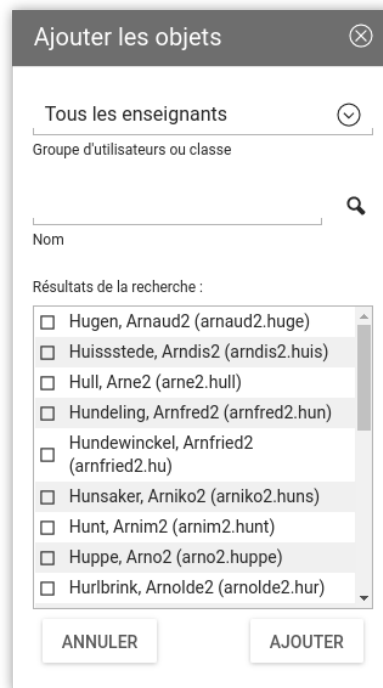 Ajouter les objets
Tous les enseignants
Groupe d'utilisateurs ou classe
Nom
Résultats de la recherche :
Hugen, Arnaud2 (arnaud2.huge)
Huissstede, Arndis2 (arndis2.huis)
Hull, Arne2 (arne2.hull)
Hundeling, Arnfred2 (arnfred2.hun)
Hundewinckel, Arnfried2
(arnfried2.hu)
Hunsaker, Arniko2 (arniko2.huns)
Hunt, Arnim2 (arnim2.hunt)
Huppe, Arno2 (arno2.huppe)
Hurlbrink, Arnolde2 (arnolde2.hur)
ANNULER
AJOUTER